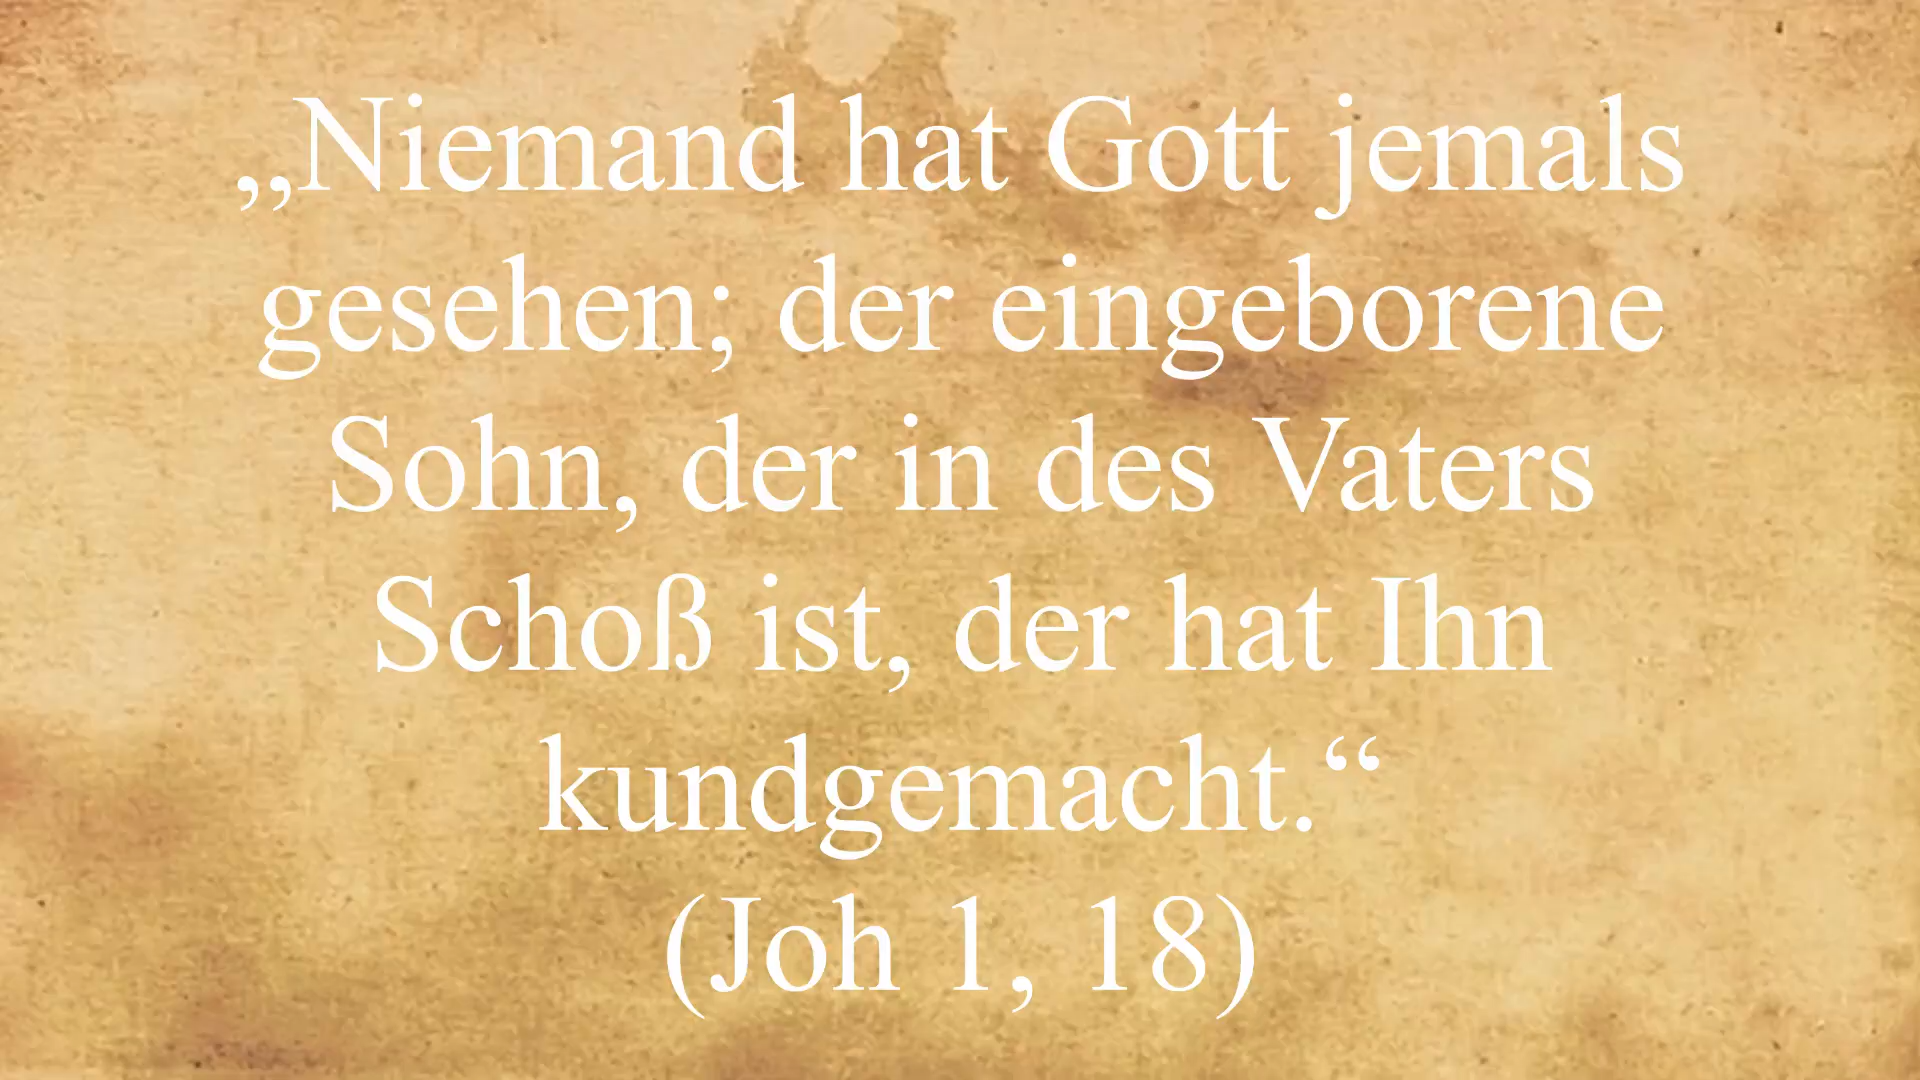 „Niemand hat Gott jemals
gesehen; der eingeborene
Sohn, der in des Vaters
Schoß ist, der hat Ihn
kundgemacht.“
(Joh 1, 18)